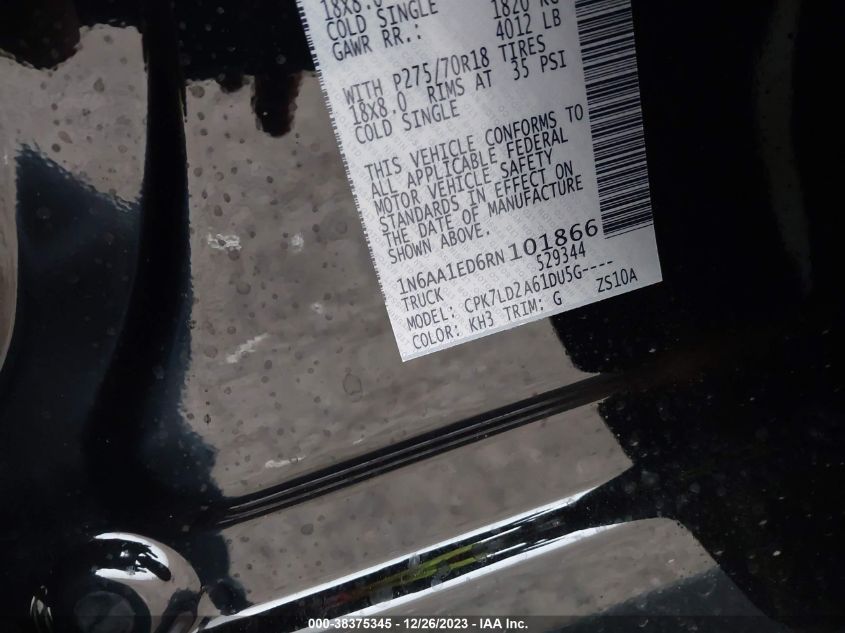 18X8.0
COLD SINGLE 1820 KG
GAWR RR.: 4012 LB
WITH P275/70R18 TIRES
18X8.0 RIMS AT 35 PSI
COLD SINGLE
THIS VEHICLE CONFORMS TO
ALL APPLICABLE FEDERAL
MOTOR VEHICLE SAFETY
STANDARDS IN EFFECT ON
THE DATE OF MANUFACTURE
SHOWN ABOVE.
1N6AA1ED6RN101866
TRUCK 529344
MODEL: CPK7LD2A61DU5G----
COLOR: KH3 TRIM: G ZS10A
000-38375345 - 12/26/2023 - IAA Inc.